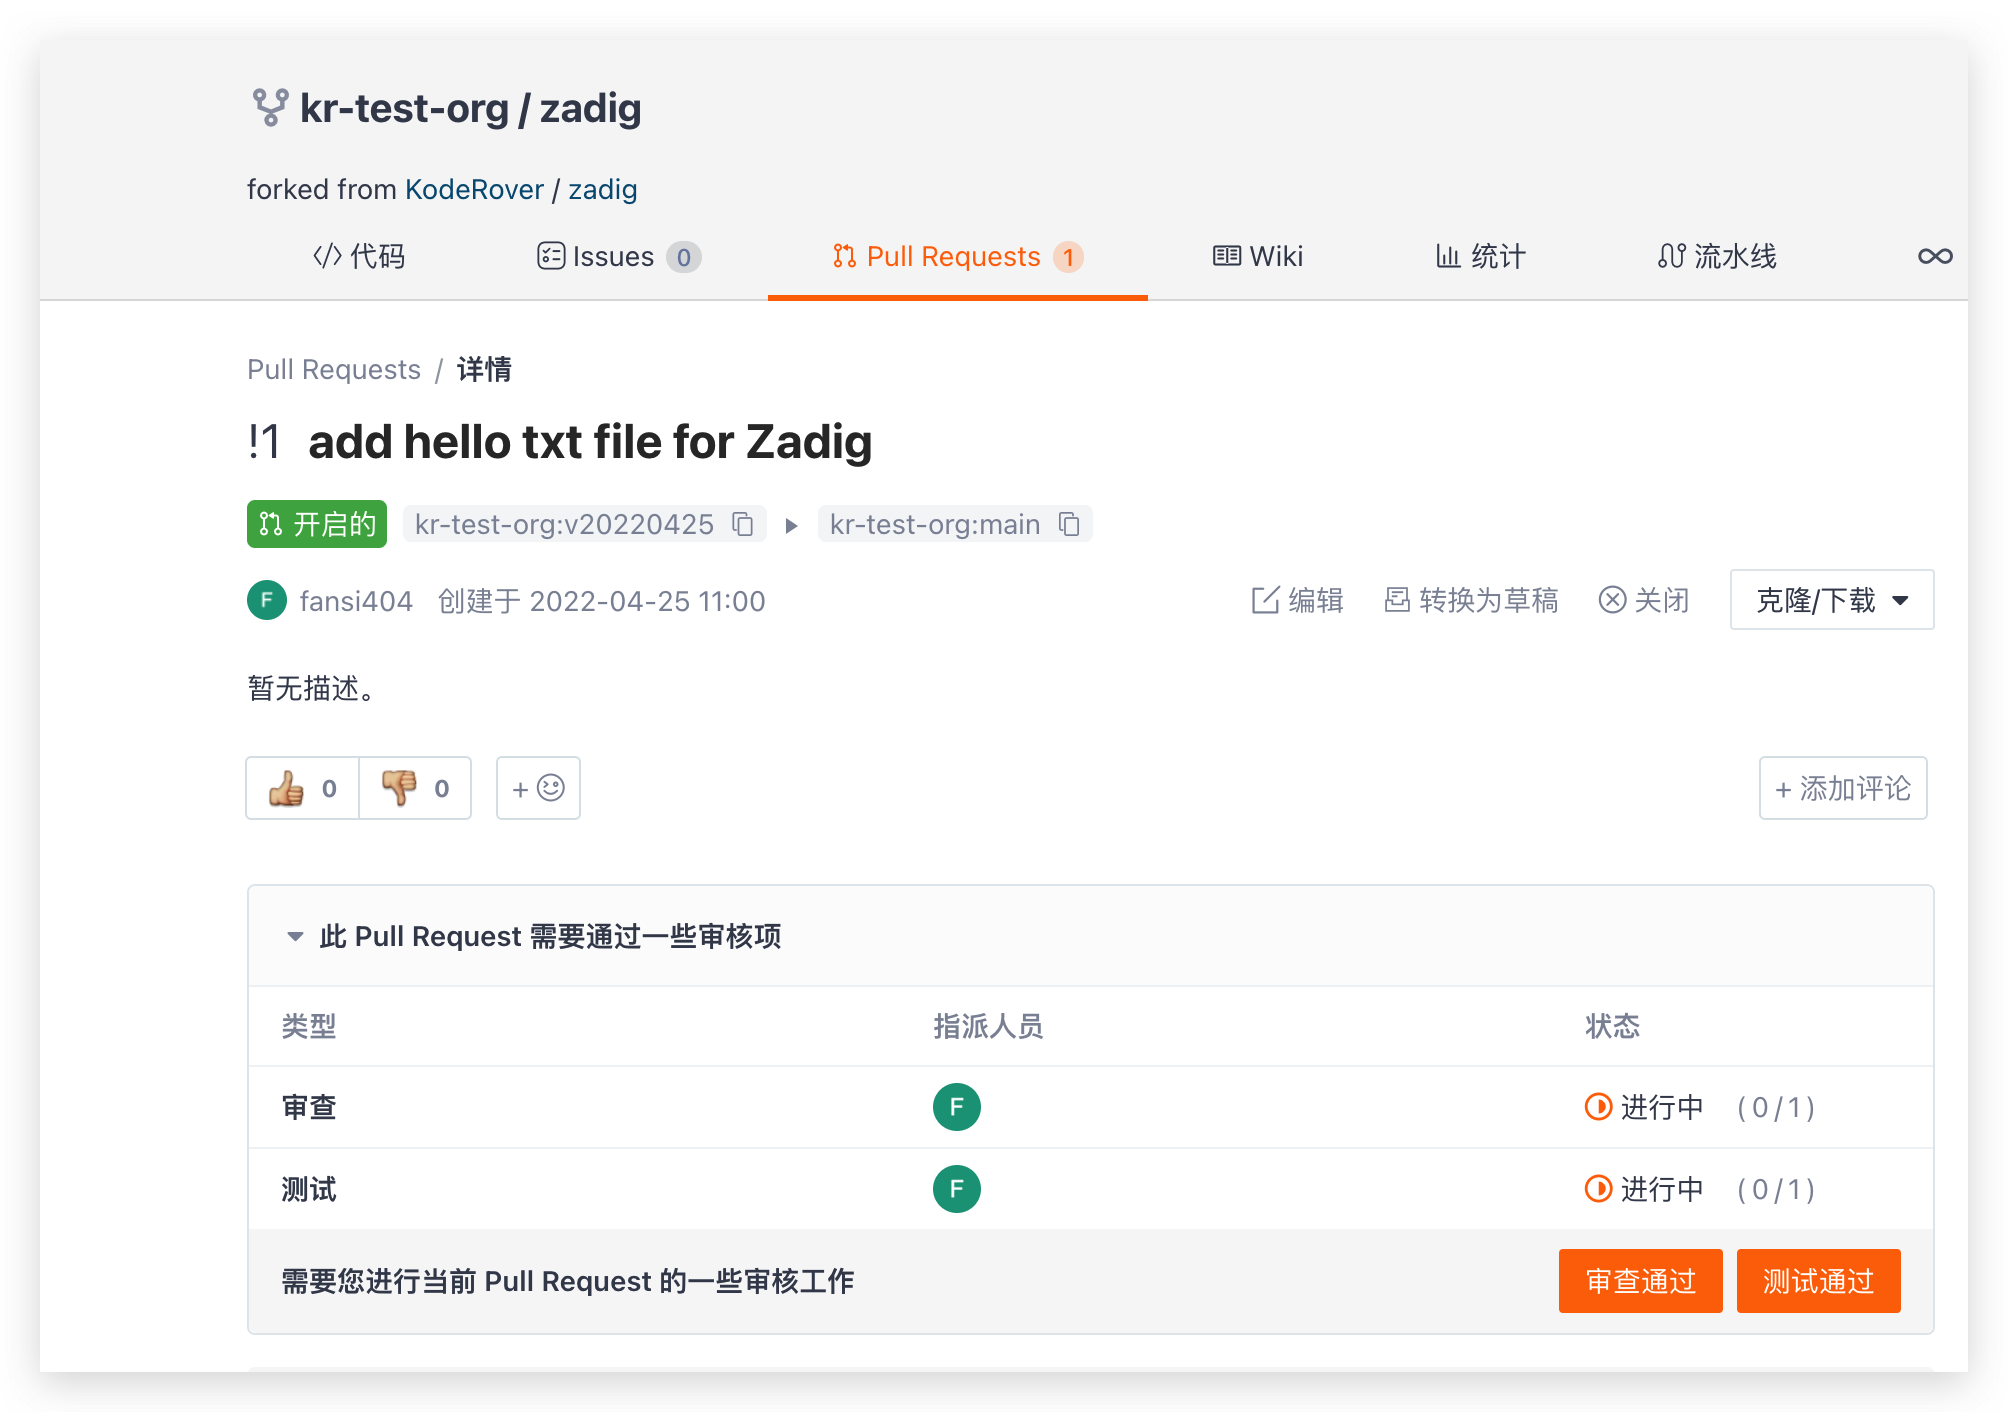 kr-test-org / zadig
forked from KodeRover / zadig
代码 Issues 0 Pull Requests 1 Wiki 统计 流水线
Pull Requests / 详情
!1 add hello txt file for Zadig
开启的 kr-test-org:v20220425 kr-test-org:main
F fansi404 创建于 2022-04-25 11:00 编辑 转换为草稿 关闭 克隆/下载
暂无描述。
0 0 + + 添加评论
此 Pull Request 需要通过一些审核项
类型 指派人员 状态
审查 F 进行中 (0/1)
测试 F 进行中 (0/1)
需要您进行当前 Pull Request 的一些审核工作 审查通过 测试通过